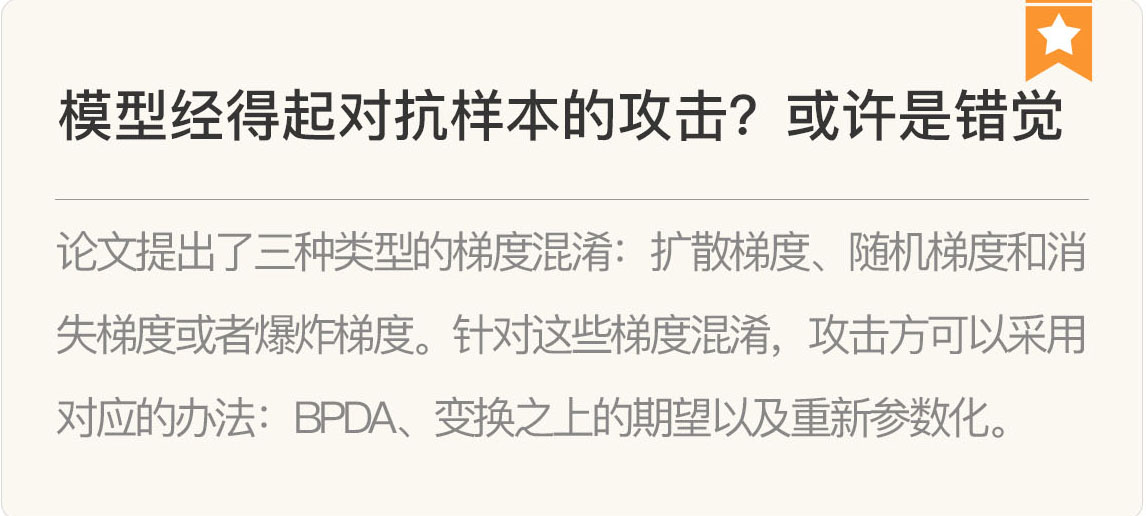 模型经得起对抗样本的攻击？或许是错觉
论文提出了三种类型的梯度混淆：扩散梯度、随机梯度和消
失梯度或者爆炸梯度。针对这些梯度混淆，攻击方可以采用
对应的办法：BPDA、变换之上的期望以及重新参数化。